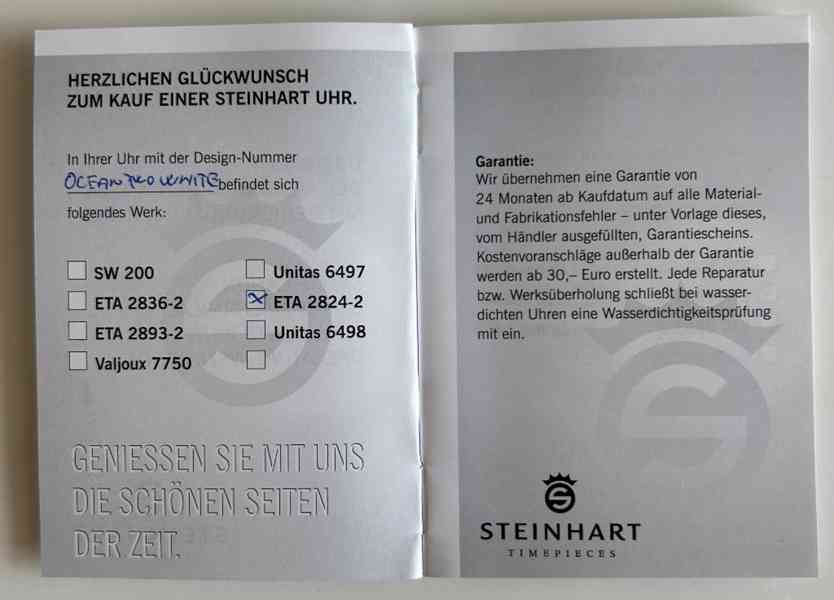 HERZLICHEN GLÜCKWUNSCH
ZUM KAUF EINER STEINHART UHR.
In Ihrer Uhr mit der Design-Nummer
OCEAN TWO WHITE befindet sich
folgendes Werk:
SW 200
Unitas 6497
ETA 2836-2
ETA 2824-2
ETA 2893-2
Unitas 6498
Valjoux 7750
GENIESSEN SIE MIT UNS
DIE SCHÖNEN SEITEN
DER ZEIT.
Garantie:
Wir übernehmen eine Garantie von
24 Monaten ab Kaufdatum auf alle Material-
und Fabrikationsfehler – unter Vorlage dieses,
vom Händler ausgefüllten, Garantiescheins.
Kostenvoranschläge außerhalb der Garantie
werden ab 30,– Euro erstellt. Jede Reparatur
bzw. Werksüberholung schließt bei wasser-
dichten Uhren eine Wasserdichtigkeitsprüfung
mit ein.
STEINHART
TIMEPIECES